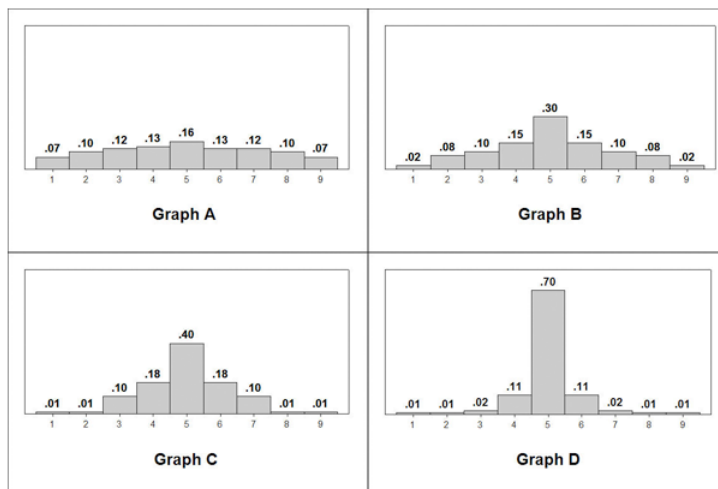 .07 .10 .12 .13 .16 .13 .12 .10 .07
1 2 3 4 5 6 7 8 9
Graph A
.02 .08 .10 .15 .30 .15 .10 .08 .02
1 2 3 4 5 6 7 8 9
Graph B
.01 .01 .10 .18 .40 .18 .10 .01 .01
1 2 3 4 5 6 7 8 9
Graph C
.01 .01 .02 .11 .70 .11 .02 .01 .01
1 2 3 4 5 6 7 8 9
Graph D